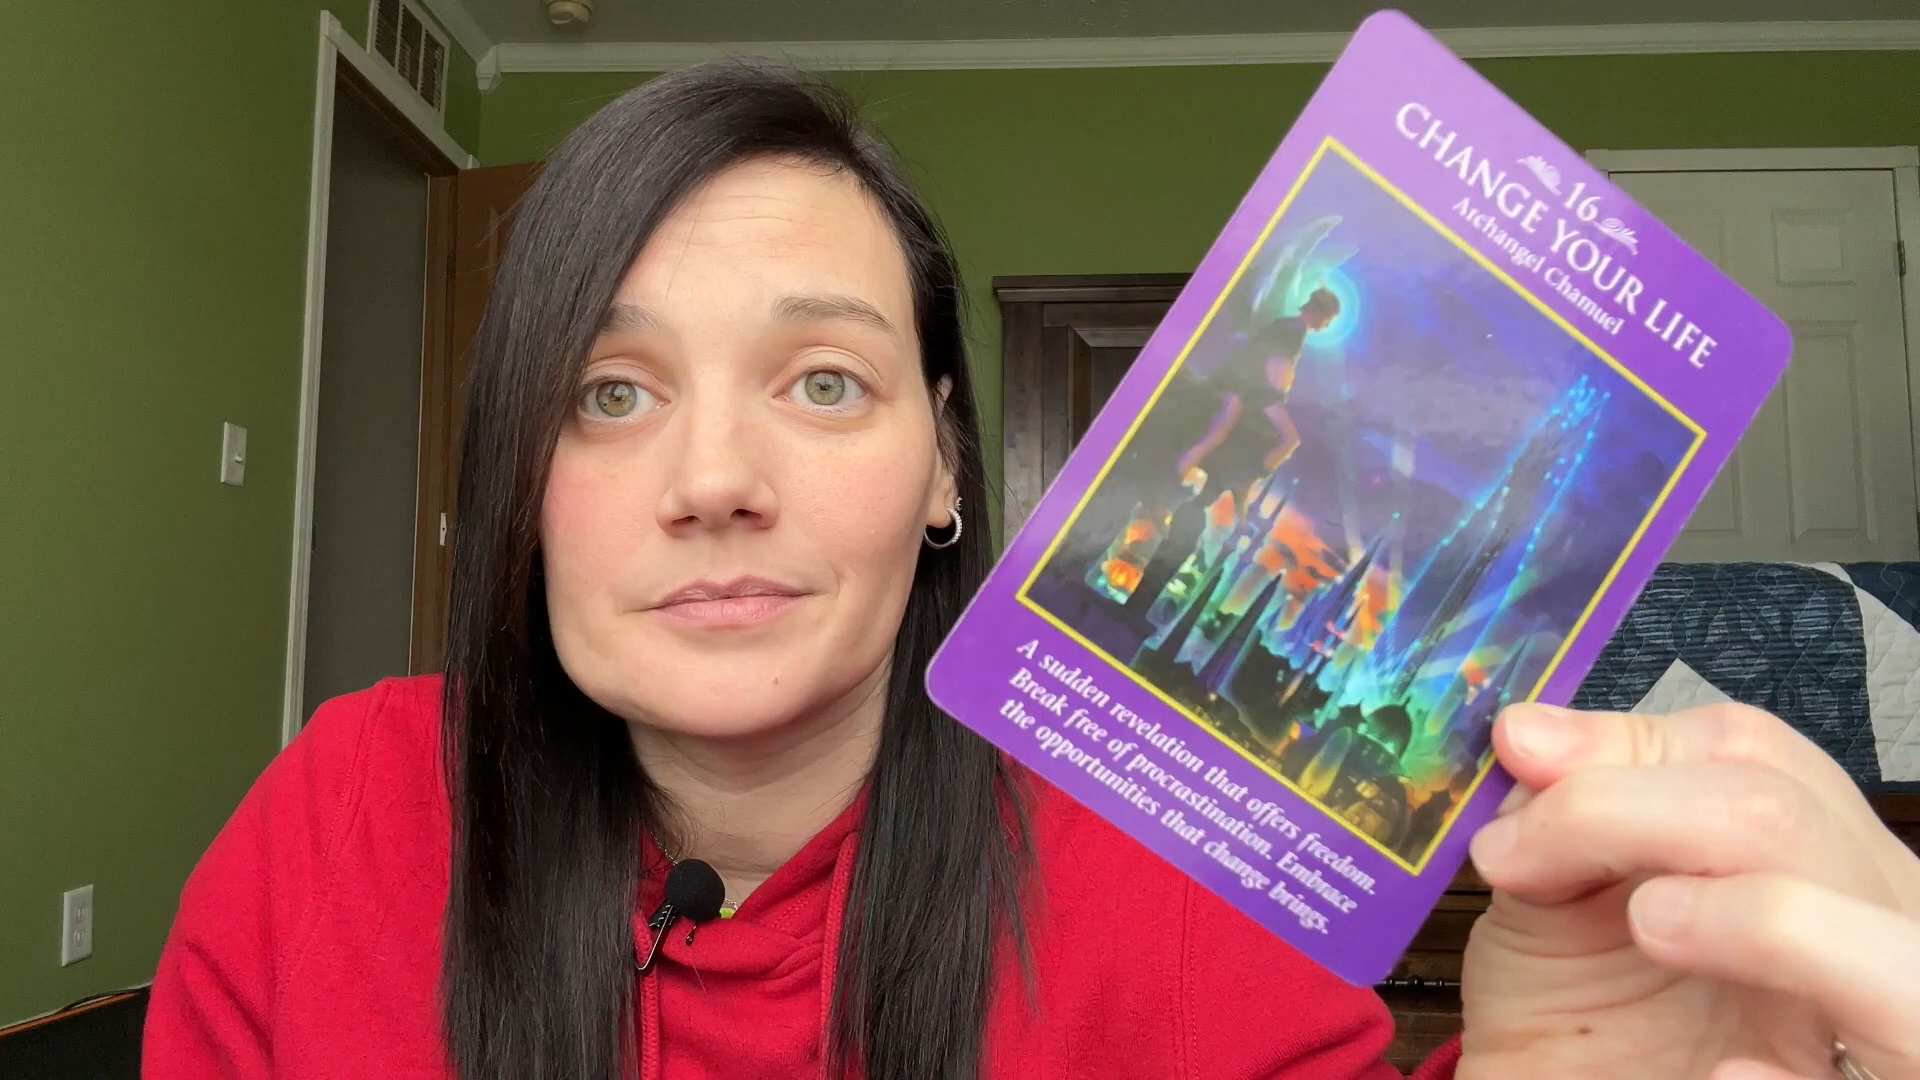 16
CHANGE YOUR LIFE
Archangel Chamuel
A sudden revelation that offers freedom.
Break free of procrastination. Embrace
the opportunities that change brings.